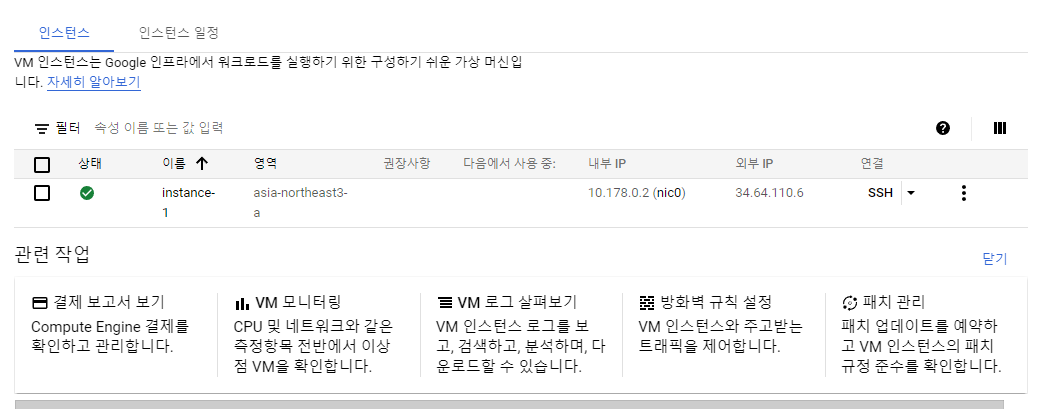 인스턴스 인스턴스 일정
VM 인스턴스는 Google 인프라에서 워크로드를 실행하기 위한 구성하기 쉬운 가상 머신입
니다. 자세히 알아보기
필터 속성 이름 또는 값 입력
상태 이름 영역 권장사항 다음에서 사용 중: 내부 IP 외부 IP 연결
instance- asia-northeast3- 10.178.0.2 (nic0) 34.64.110.6 SSH
1 a
관련 작업
닫기
결제 보고서 보기
Compute Engine 결제를
확인하고 관리합니다.
VM 모니터링
CPU 및 네트워크와 같은
측정항목 전반에서 이상
점 VM을 확인합니다.
VM 로그 살펴보기
VM 인스턴스 로그를 보
고, 검색하고, 분석하며, 다
운로드할 수 있습니다.
방화벽 규칙 설정
VM 인스턴스와 주고받는
트래픽을 제어합니다.
패치 관리
패치 업데이트를 예약하
고 VM 인스턴스의 패치
규정 준수를 확인합니다.